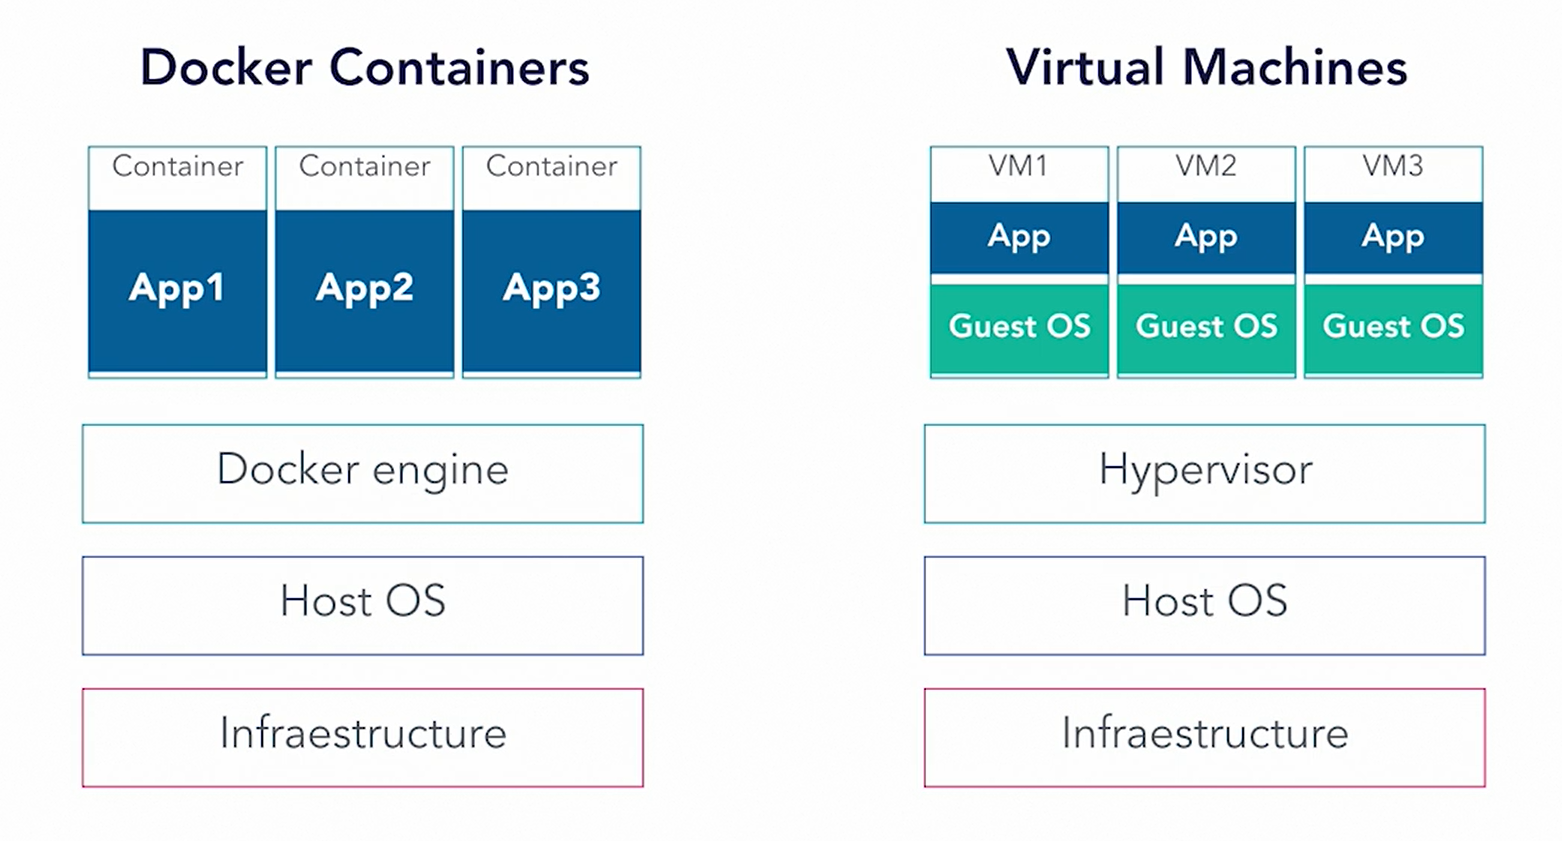 Docker Containers
Container Container Container
App1 App2 App3
Docker engine
Host OS
Infraestructure
Virtual Machines
VM1 VM2 VM3
App App App
Guest OS Guest OS Guest OS
Hypervisor
Host OS
Infraestructure